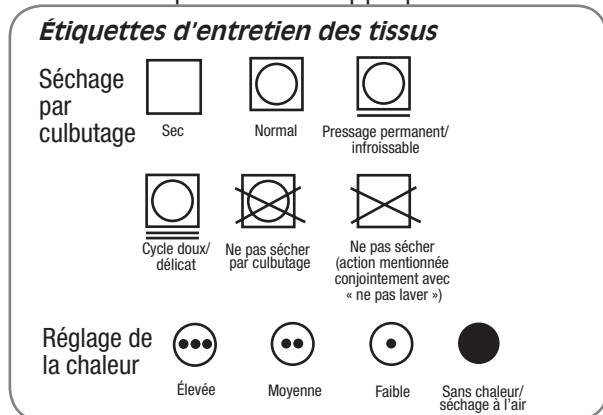 Étiquettes d'entretien des tissus
Séchage
par
culbutage
Sec
Normal
Pressage permanent/
infroissable
Cycle doux/
délicat
Ne pas sécher
par culbutage
Ne pas sécher
(action mentionnée
conjointement avec
« ne pas laver »)
Réglage de
la chaleur
Élevée
Moyenne
Faible
Sans chaleur/
séchage à l'air